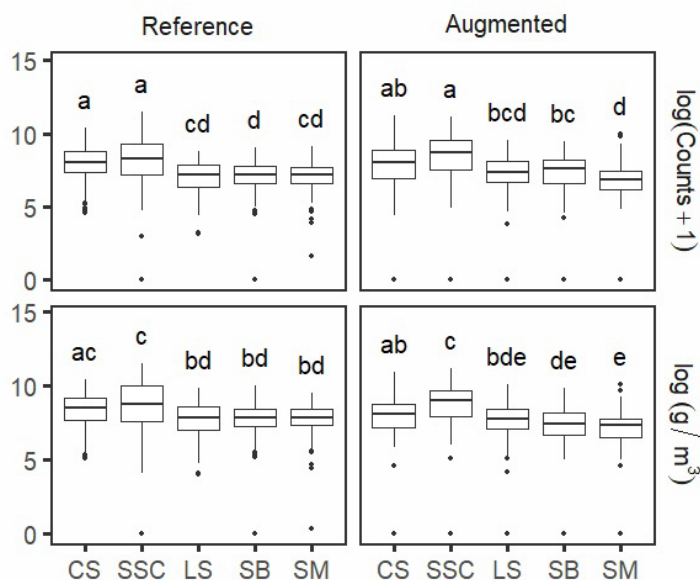 Reference Augmented
15
10
5
0
a a cd d cd
ab a bcd bc d
log(Counts + 1)
15
10
5
0
ac c bd bd bd
ab c bde de e
log (g / m³)
CS SSC LS SB SM CS SSC LS SB SM